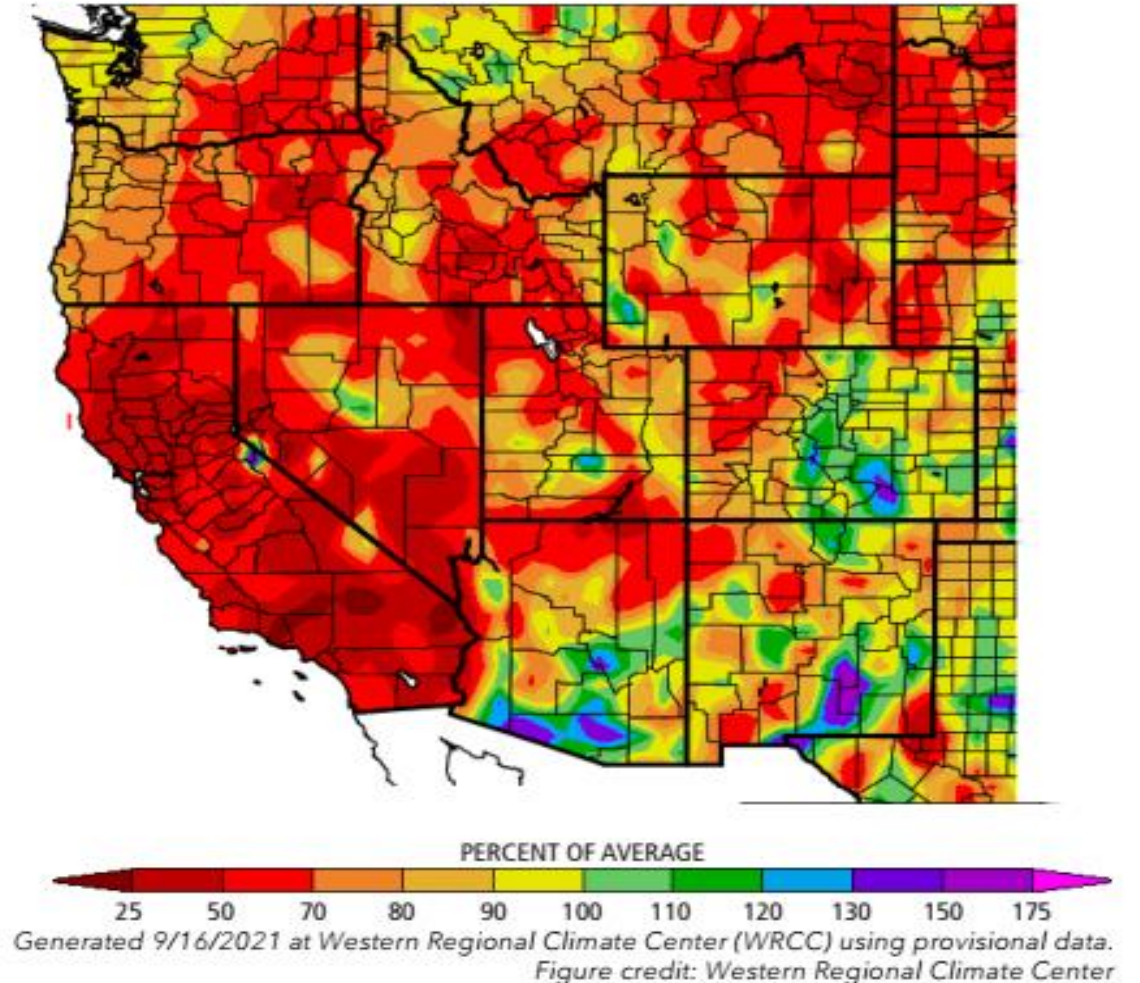 PERCENT OF AVERAGE
25 50 70 80 90 100 110 120 130 150 175
Generated 9/16/2021 at Western Regional Climate Center (WRCC) using provisional data.
Figure credit: Western Regional Climate Center